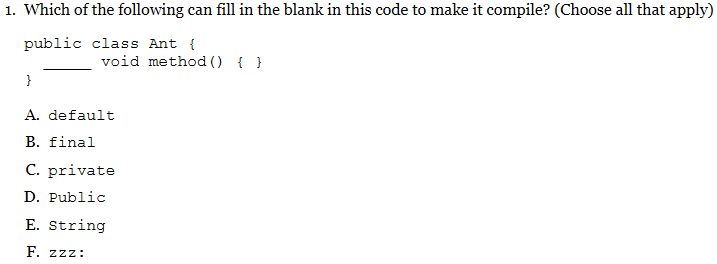 1. Which of the following can fill in the blank in this code to make it compile? (Choose all that apply)
public class Ant {
_____ void method() { }
}
A. default
B. final
C. private
D. Public
E. String
F. zzz: